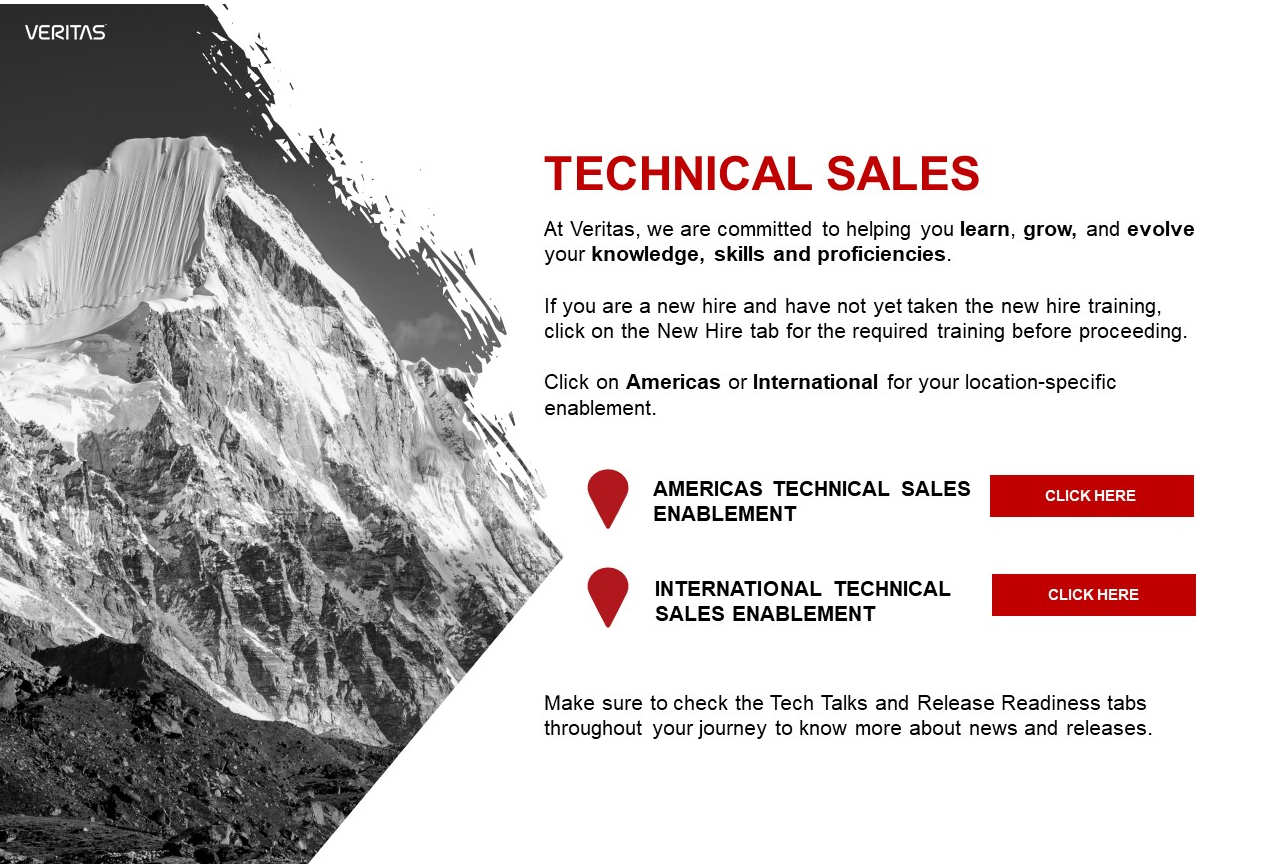 VERITAS
TECHNICAL SALES
At Veritas, we are committed to helping you learn, grow, and evolve
your knowledge, skills and proficiencies.
If you are a new hire and have not yet taken the new hire training,
click on the New Hire tab for the required training before proceeding.
Click on Americas or International for your location-specific
enablement.
AMERICAS TECHNICAL SALES
ENABLEMENT
CLICK HERE
INTERNATIONAL TECHNICAL
SALES ENABLEMENT
CLICK HERE
Make sure to check the Tech Talks and Release Readiness tabs
throughout your journey to know more about news and releases.